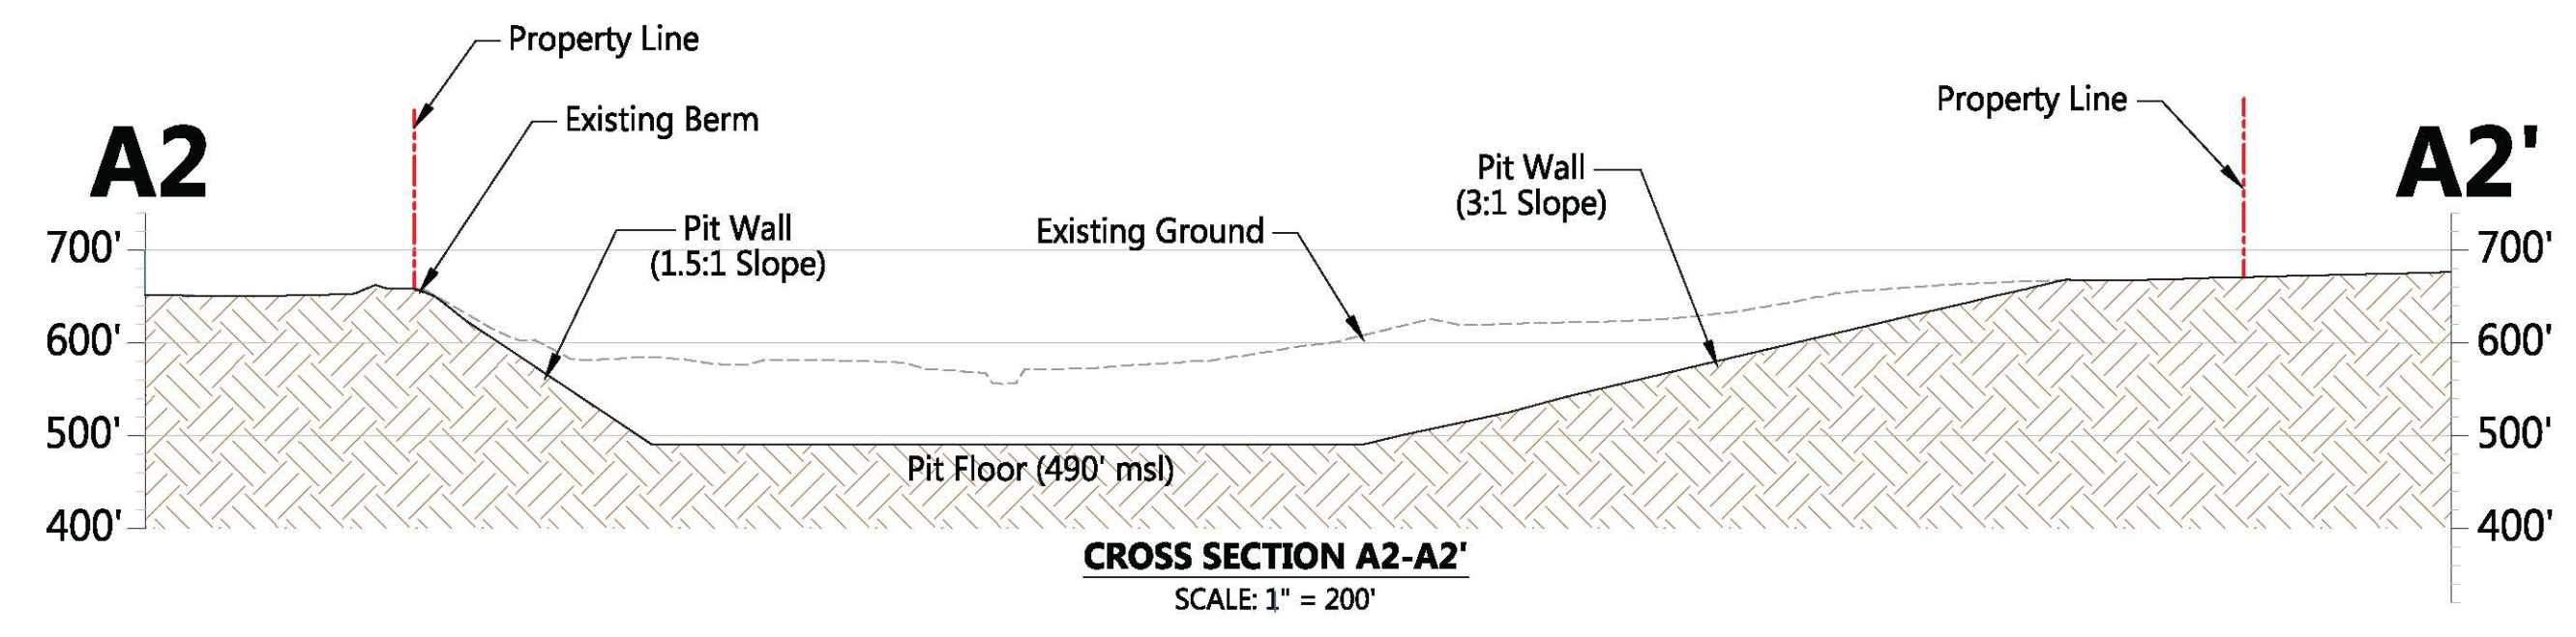 Property Line
Existing Berm
Property Line
A2
A2'
Pit Wall
(3:1 Slope)
Pit Wall
(1.5:1 Slope)
Existing Ground
700'
700'
600'
600'
500'
500'
Pit Floor (490' msl)
400'
400'
CROSS SECTION A2-A2'
SCALE: 1" = 200'